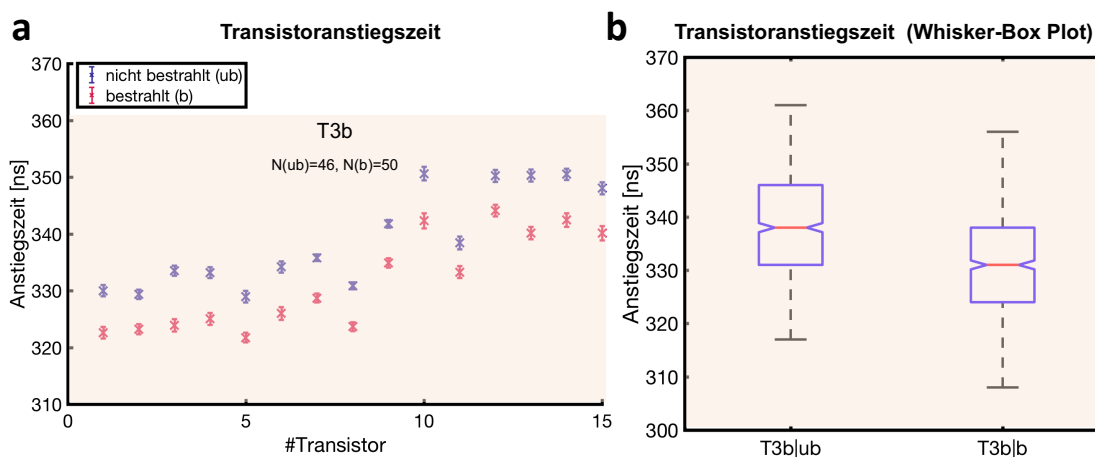 a
Transistoranstiegszeit
370
360
350
340
330
320
310
Anstiegszeit [ns]
nicht bestrahlt (ub)
bestrahlt (b)
T3b
N(ub)=46, N(b)=50
0
5
10
15
#Transistor
b
Transistoranstiegszeit (Whisker-Box Plot)
370
360
350
340
330
320
310
300
Anstiegszeit [ns]
T3b|ub
T3b|b